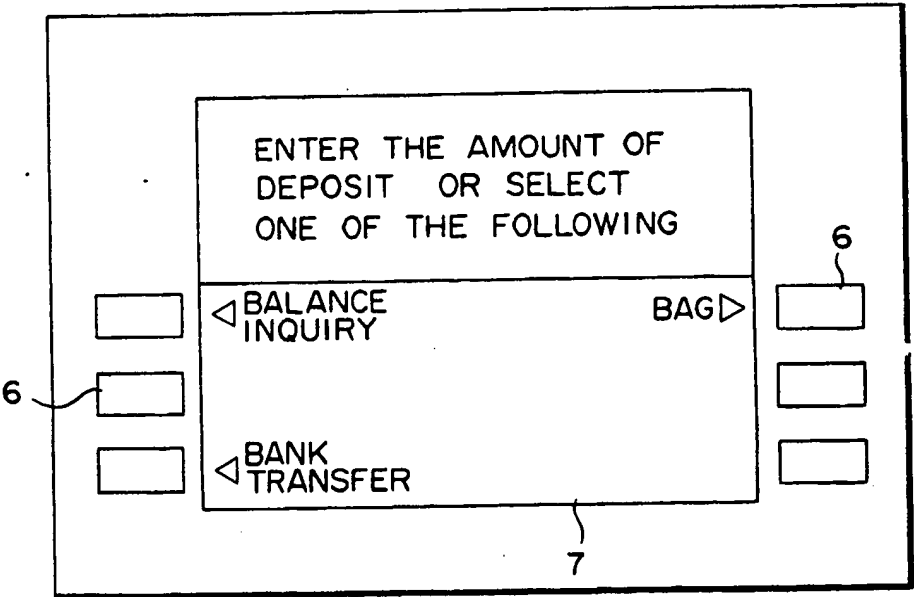 ENTER THE AMOUNT OF
DEPOSIT OR SELECT
ONE OF THE FOLLOWING
6
◁ BALANCE
INQUIRY
BAG ▷
6
◁ BANK
TRANSFER
7